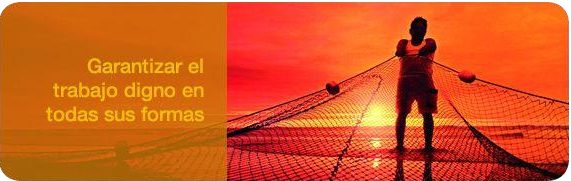 Garantizar el
trabajo digno en
todas sus formas